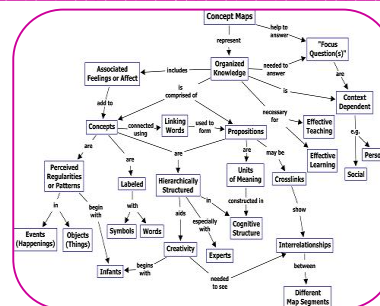 Concept Maps
help to
answer
represent
"Focus
Question(s)"
Associated
Feelings or Affect
includes
Organized
Knowledge
needed to
answer
are
is
Context
Dependent
is
comprised of
add to
necessary
for
Concepts
connected
using
Linking
Words
used to
form
Propositions
Effective
Teaching
e.g.
are
are
are
are
may be
Effective
Learning
Social
Perceived
Regularities
or Patterns
Labeled
Hierarchically
Structured
Units
of Meaning
Crosslinks
in
begin
with
with
aids
in
especially
with
constructed in
show
Events
(Happenings)
Objects
(Things)
Symbols
Words
Creativity
Experts
Cognitive
Structure
Interrelationships
Infants
begins
with
needed
to see
between
Different
Map Segments